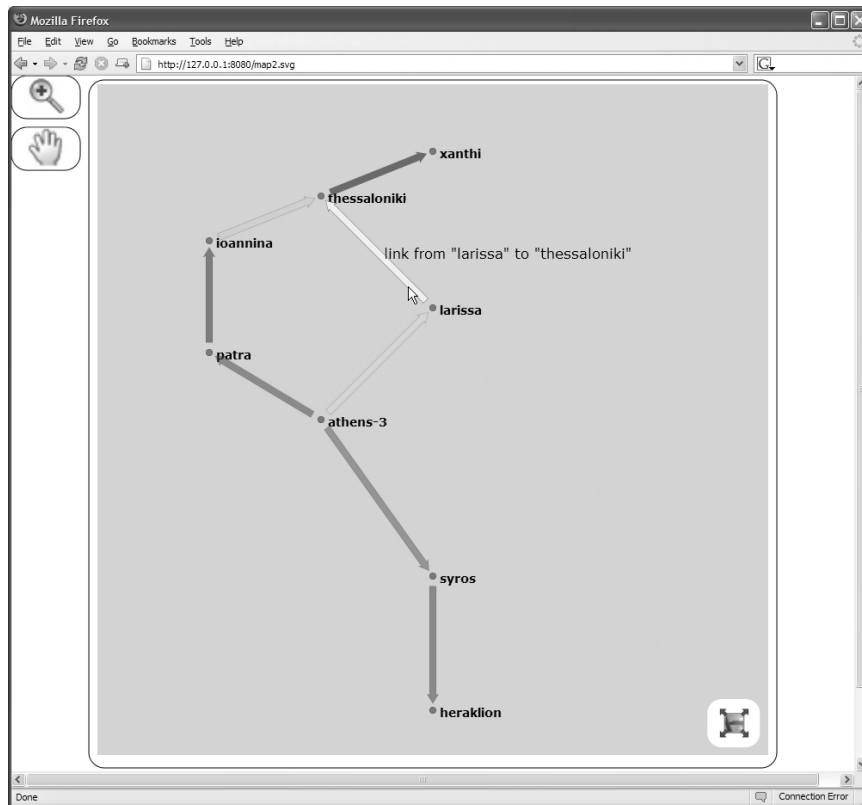 Mozilla Firefox
File Edit View Go Bookmarks Tools Help
http://127.0.0.1:8080/map2.svg
G
xanthi
thessaloniki
ioannina
link from "larissa" to "thessaloniki"
larissa
patra
athens-3
syros
heraklion
Done
Connection Error